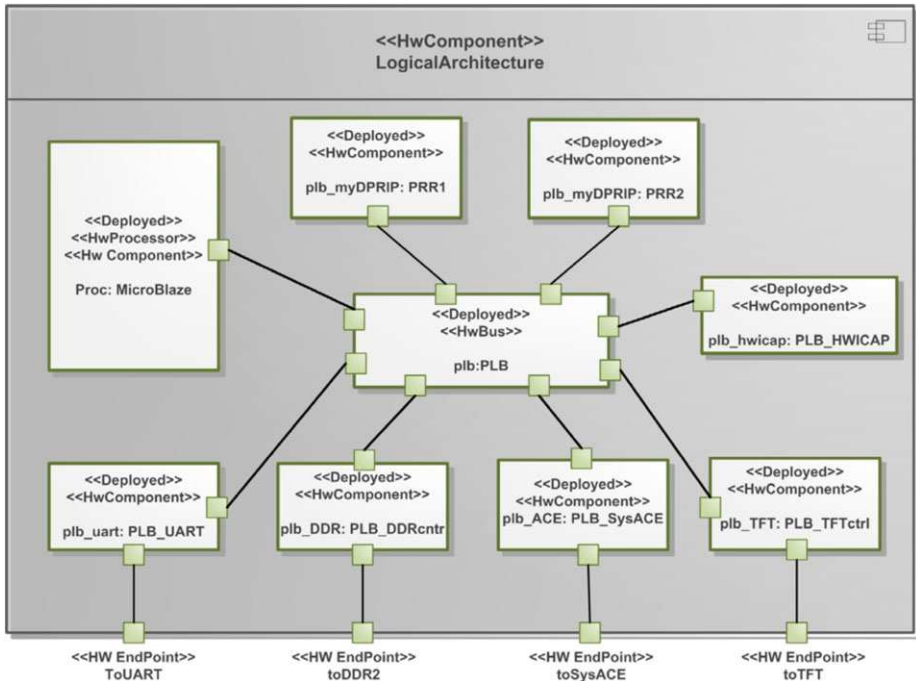 <<HwComponent>>
LogicalArchitecture
<<Deployed>>
<<HwComponent>>
plb_myDPRIP: PRR1
<<Deployed>>
<<HwComponent>>
plb_myDPRIP: PRR2
<<Deployed>>
<<HwProcessor>>
<<Hw Component>>
Proc: MicroBlaze
<<Deployed>>
<<HwBus>>
plb:PLB
<<Deployed>>
<<HwComponent>>
plb_hwicap: PLB_HWICAP
<<Deployed>>
<<HwComponent>>
plb_uart: PLB_UART
<<Deployed>>
<<HwComponent>>
plb_DDR: PLB_DDRcntr
<<Deployed>>
<<HwComponent>>
plb_ACE: PLB_SysACE
<<Deployed>>
<<HwComponent>>
plb_TFT: PLB_TFTctrl
<<HW EndPoint>>
ToUART
<<HW EndPoint>>
toDDR2
<<HW EndPoint>>
toSysACE
<<HW EndPoint>>
toTFT